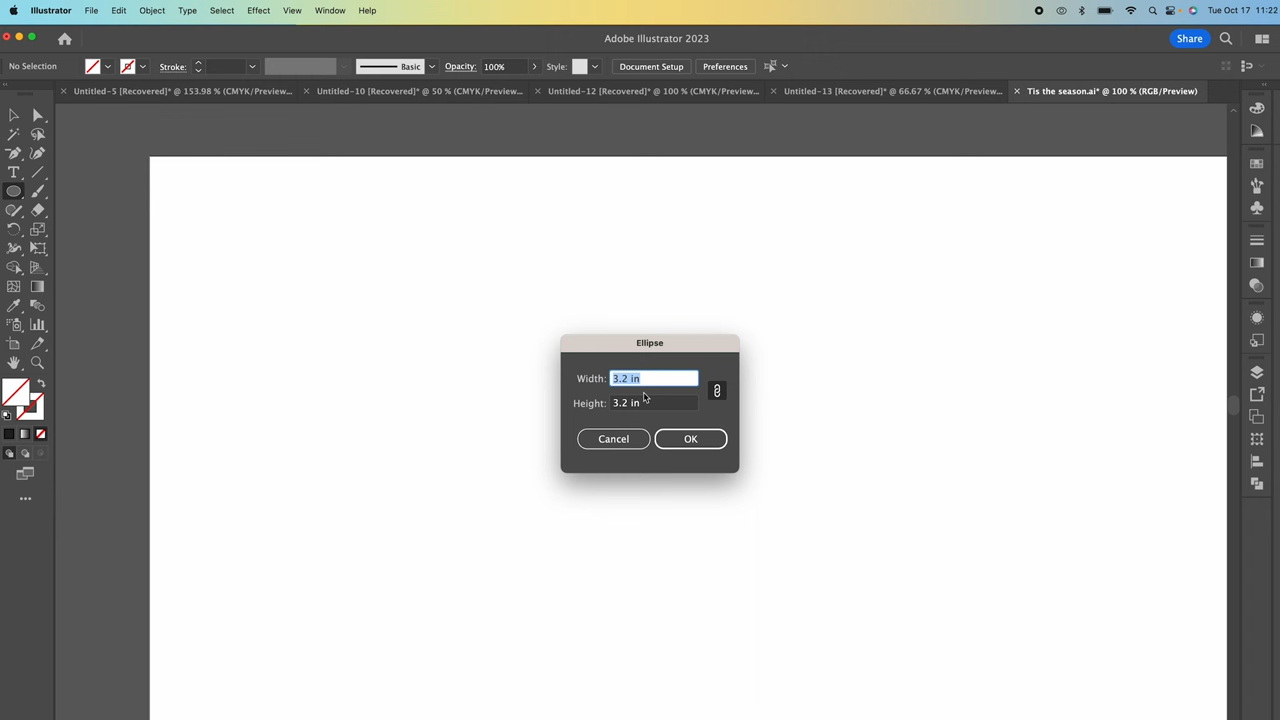 Illustrator File Edit Object Type Select Effect View Window Help Tue Oct 17 11:22
Adobe Illustrator 2023 Share
No Selection Stroke: Basic Opacity: 100% Style: Document Setup Preferences
Untitled-5 [Recovered]* @ 153.98 % (CMYK/Preview... Untitled-10 [Recovered]* @ 50 % (CMYK/Preview... Untitled-12 [Recovered]* @ 100 % (CMYK/Preview... Untitled-13 [Recovered]* @ 66.67 % (CMYK/Preview... Tis the season.ai* @ 100 % (RGB/Preview)
Ellipse
Width: 3.2 in
Height: 3.2 in
Cancel OK